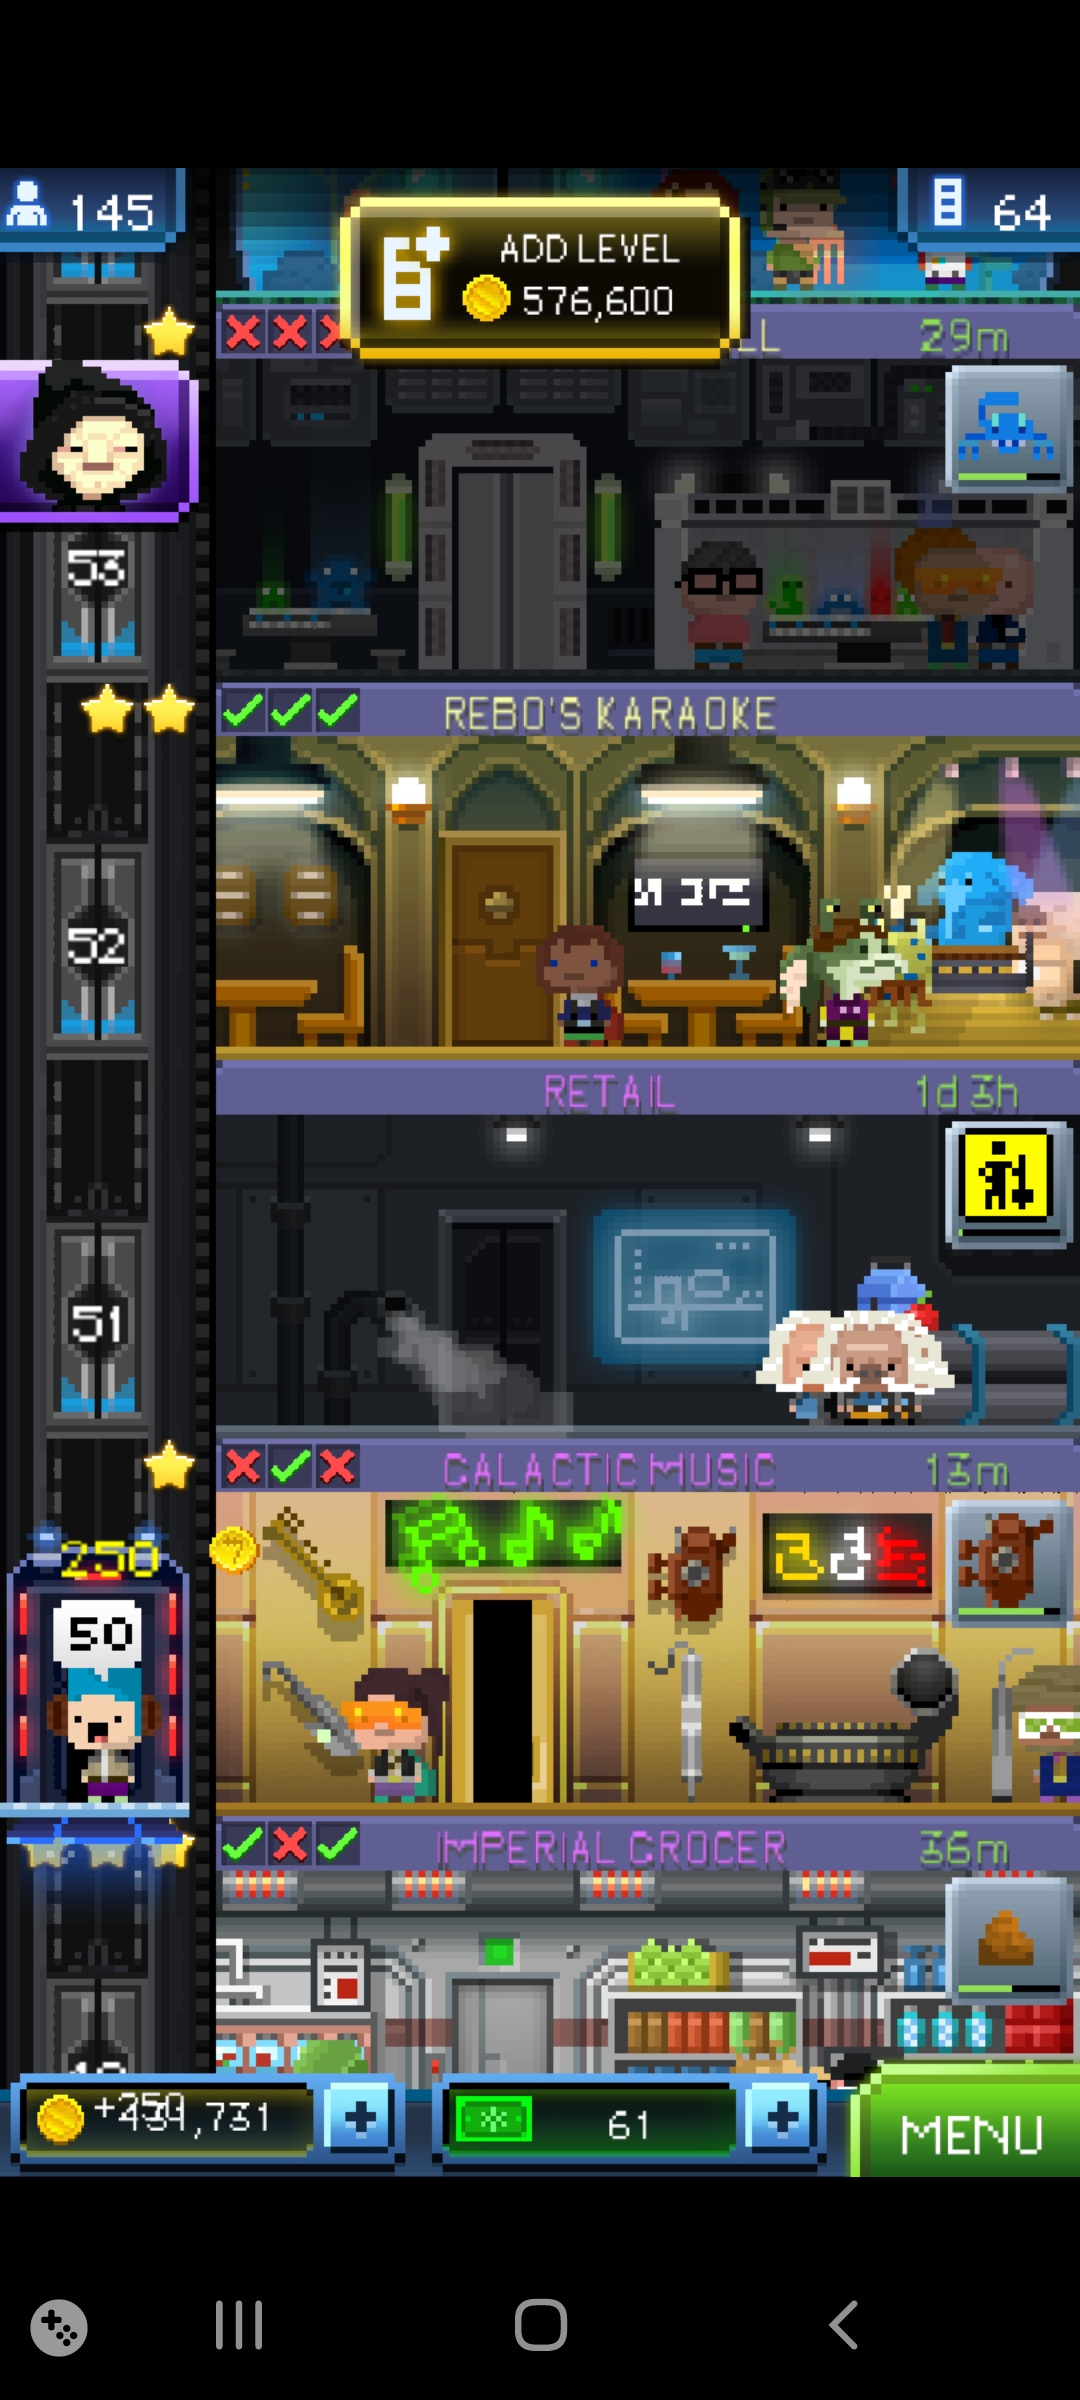 145
ADD LEVEL
576,600
64
LL
29m
53
REBO'S KARAOKE
52
RETAIL
1d 3h
51
GALACTIC MUSIC
13m
250
50
IMPERIAL GROCER
36m
61
MENU